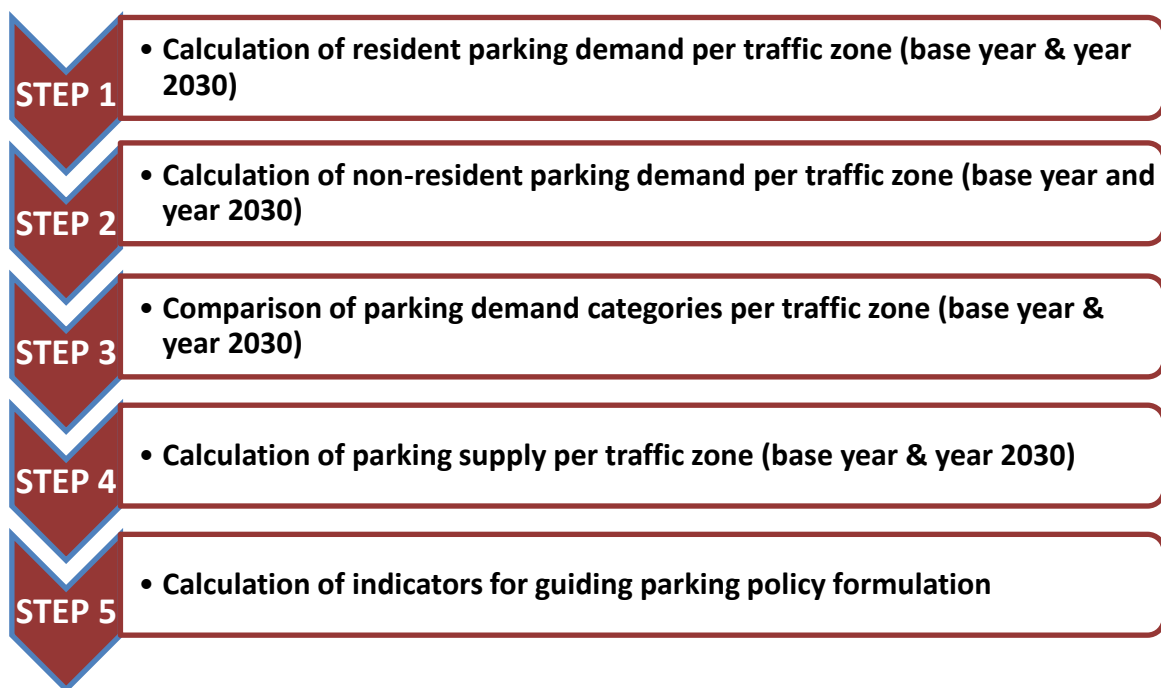 STEP 1
• Calculation of resident parking demand per traffic zone (base year & year
2030)
STEP 2
• Calculation of non-resident parking demand per traffic zone (base year and
year 2030)
STEP 3
• Comparison of parking demand categories per traffic zone (base year &
year 2030)
STEP 4
• Calculation of parking supply per traffic zone (base year & year 2030)
STEP 5
• Calculation of indicators for guiding parking policy formulation